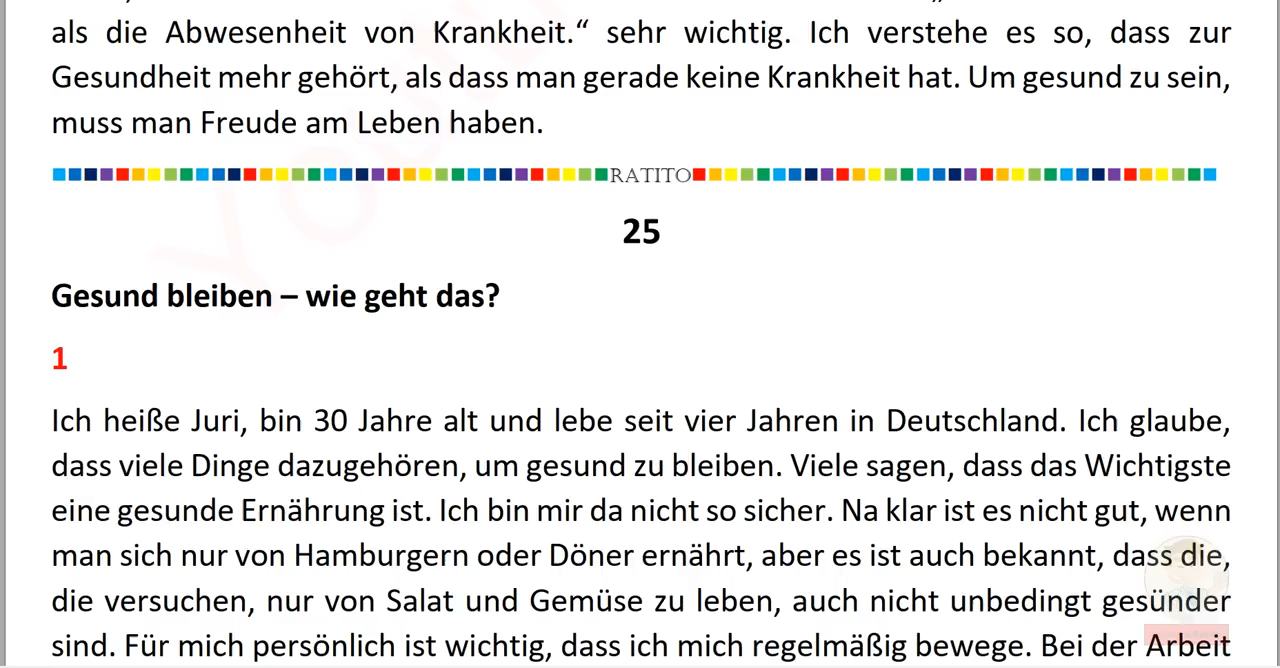 als die Abwesenheit von Krankheit.“ sehr wichtig. Ich verstehe es so, dass zur
Gesundheit mehr gehört, als dass man gerade keine Krankheit hat. Um gesund zu sein,
muss man Freude am Leben haben.
RATITO
25
Gesund bleiben – wie geht das?
1
Ich heiße Juri, bin 30 Jahre alt und lebe seit vier Jahren in Deutschland. Ich glaube,
dass viele Dinge dazugehören, um gesund zu bleiben. Viele sagen, dass das Wichtigste
eine gesunde Ernährung ist. Ich bin mir da nicht so sicher. Na klar ist es nicht gut, wenn
man sich nur von Hamburgern oder Döner ernährt, aber es ist auch bekannt, dass die,
die versuchen, nur von Salat und Gemüse zu leben, auch nicht unbedingt gesünder
sind. Für mich persönlich ist wichtig, dass ich mich regelmäßig bewege. Bei der Arbeit